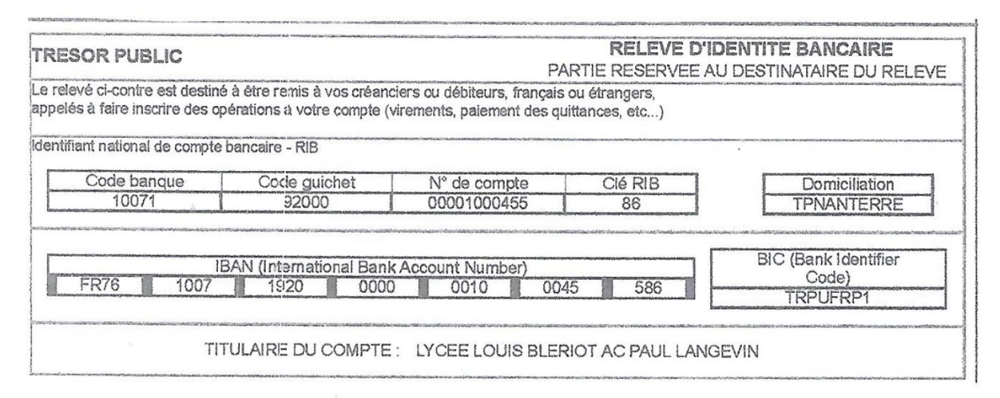 TRESOR PUBLIC
RELEVE D'IDENTITE BANCAIRE
PARTIE RESERVEE AU DESTINATAIRE DU RELEVE
Le relevé ci-contre est destiné à être remis à vos créanciers ou débiteurs, français ou étrangers,
appelés à faire inscrire des opérations à votre compte (virements, paiement des quittances, etc...)
Identifiant national de compte bancaire - RIB
Code banque Code guichet N° de compte Clé RIB Domiciliation
10071 92000 00001000455 86 TPNANTERRE
IBAN (International Bank Account Number)
FR76 1007 1920 0000 0010 0045 586
BIC (Bank Identifier
Code)
TRPUFRP1
TITULAIRE DU COMPTE : LYCEE LOUIS BLERIOT AC PAUL LANGEVIN